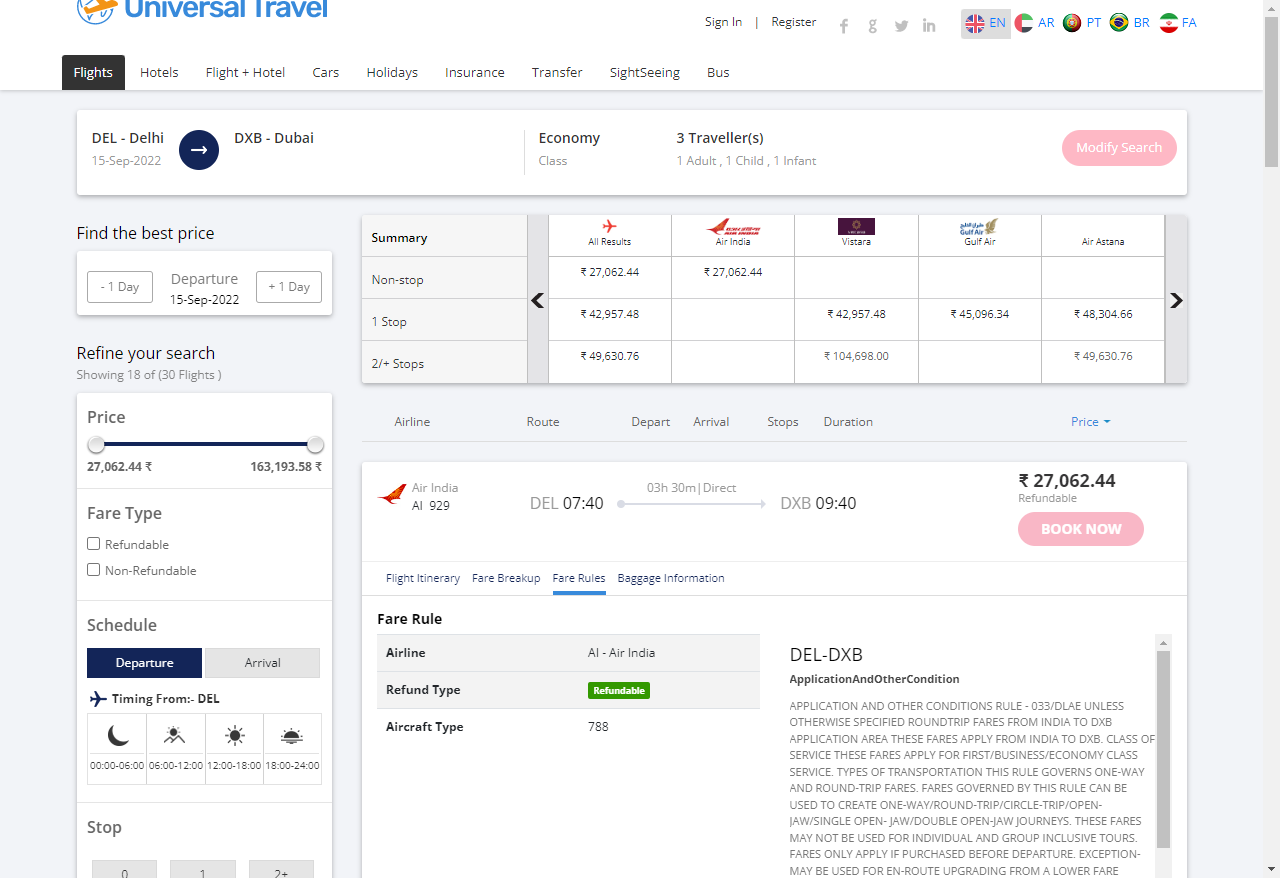 Universal Travel
Sign In | Register
EN AR PT BR FA
Flights Hotels Flight + Hotel Cars Holidays Insurance Transfer SightSeeing Bus
DEL - Delhi → DXB - Dubai Economy 3 Traveller(s)
15-Sep-2022 Class 1 Adult , 1 Child , 1 Infant
Modify Search
Find the best price
- 1 Day Departure + 1 Day
15-Sep-2022
Refine your search
Showing 18 of (30 Flights )
Price
27,062.44 ₹ 163,193.58 ₹
Fare Type
Refundable
Non-Refundable
Schedule
Departure Arrival
Timing From:- DEL
00:00-06:00 06:00-12:00 12:00-18:00 18:00-24:00
Stop
0 1 2+
Summary All Results Air India Vistara Gulf Air Air Astana
Non-stop ₹ 27,062.44 ₹ 27,062.44
1 Stop ₹ 42,957.48 ₹ 42,957.48 ₹ 45,096.34 ₹ 48,304.66
2/+ Stops ₹ 49,630.76 ₹ 104,698.00 ₹ 49,630.76
Airline Route Depart Arrival Stops Duration Price
Air India
AI 929
DEL 07:40 03h 30m|Direct DXB 09:40
₹ 27,062.44
Refundable
BOOK NOW
Flight Itinerary Fare Breakup Fare Rules Baggage Information
Fare Rule
Airline AI - Air India
Refund Type Refundable
Aircraft Type 788
DEL-DXB
ApplicationAndOtherCondition
APPLICATION AND OTHER CONDITIONS RULE - 033/DLAE UNLESS
OTHERWISE SPECIFIED ROUNDTRIP FARES FROM INDIA TO DXB
APPLICATION AREA THESE FARES APPLY FROM INDIA TO DXB. CLASS OF
SERVICE THESE FARES APPLY FOR FIRST/BUSINESS/ECONOMY CLASS
SERVICE. TYPES OF TRANSPORTATION THIS RULE GOVERNS ONE-WAY
AND ROUND-TRIP FARES. FARES GOVERNED BY THIS RULE CAN BE
USED TO CREATE ONE-WAY/ROUND-TRIP/CIRCLE-TRIP/OPEN-
JAW/SINGLE OPEN- JAW/DOUBLE OPEN-JAW JOURNEYS. THESE FARES
MAY NOT BE USED FOR INDIVIDUAL AND GROUP INCLUSIVE TOURS.
FARES ONLY APPLY IF PURCHASED BEFORE DEPARTURE. EXCEPTION-
MAY BE USED FOR EN-ROUTE UPGRADING FROM A LOWER FARE